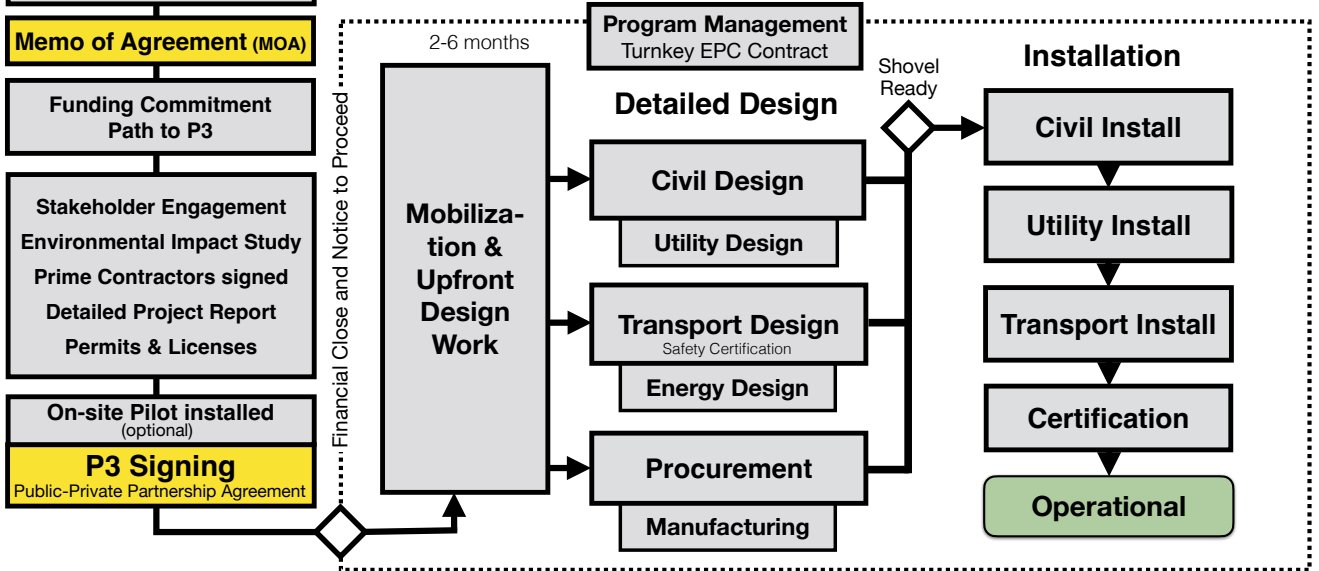 Memo of Agreement (MOA)
Funding Commitment
Path to P3
Stakeholder Engagement
Environmental Impact Study
Prime Contractors signed
Detailed Project Report
Permits & Licenses
On-site Pilot installed
(optional)
P3 Signing
Public-Private Partnership Agreement
Financial Close and Notice to Proceed
2-6 months
Mobiliza-
tion &
Upfront
Design
Work
Program Management
Turnkey EPC Contract
Detailed Design
Civil Design
Utility Design
Transport Design
Safety Certification
Energy Design
Procurement
Manufacturing
Shovel
Ready
Installation
Civil Install
Utility Install
Transport Install
Certification
Operational